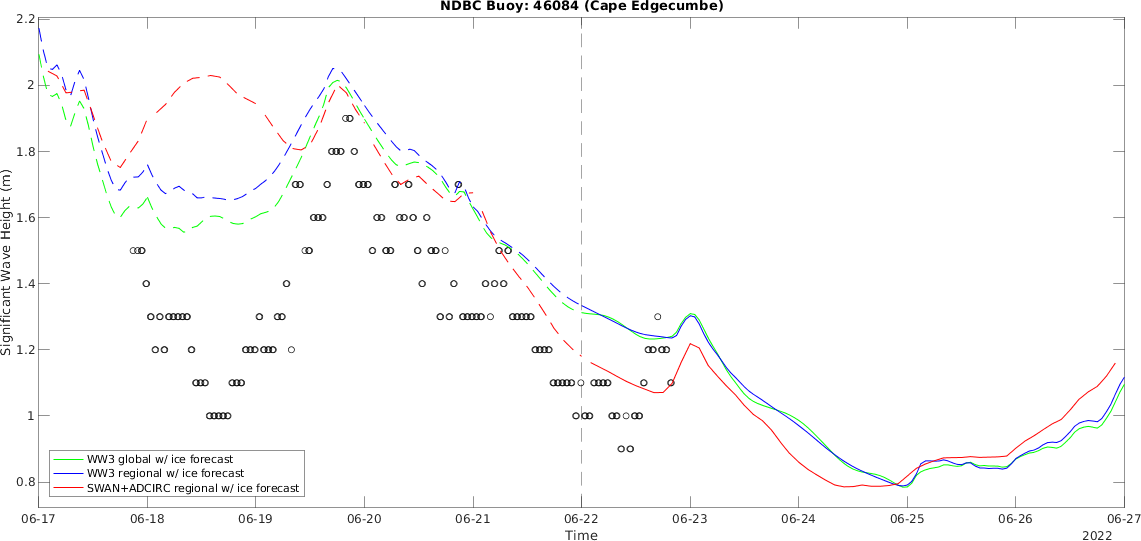 NDBC Buoy: 46084 (Cape Edgecumbe)
2.2
2
1.8
1.6
1.4
1.2
1
0.8
Significant Wave Height (m)
WW3 global w/ ice forecast
WW3 regional w/ ice forecast
SWAN+ADCIRC regional w/ ice forecast
06-17 06-18 06-19 06-20 06-21 06-22 06-23 06-24 06-25 06-26 06-27
Time
2022